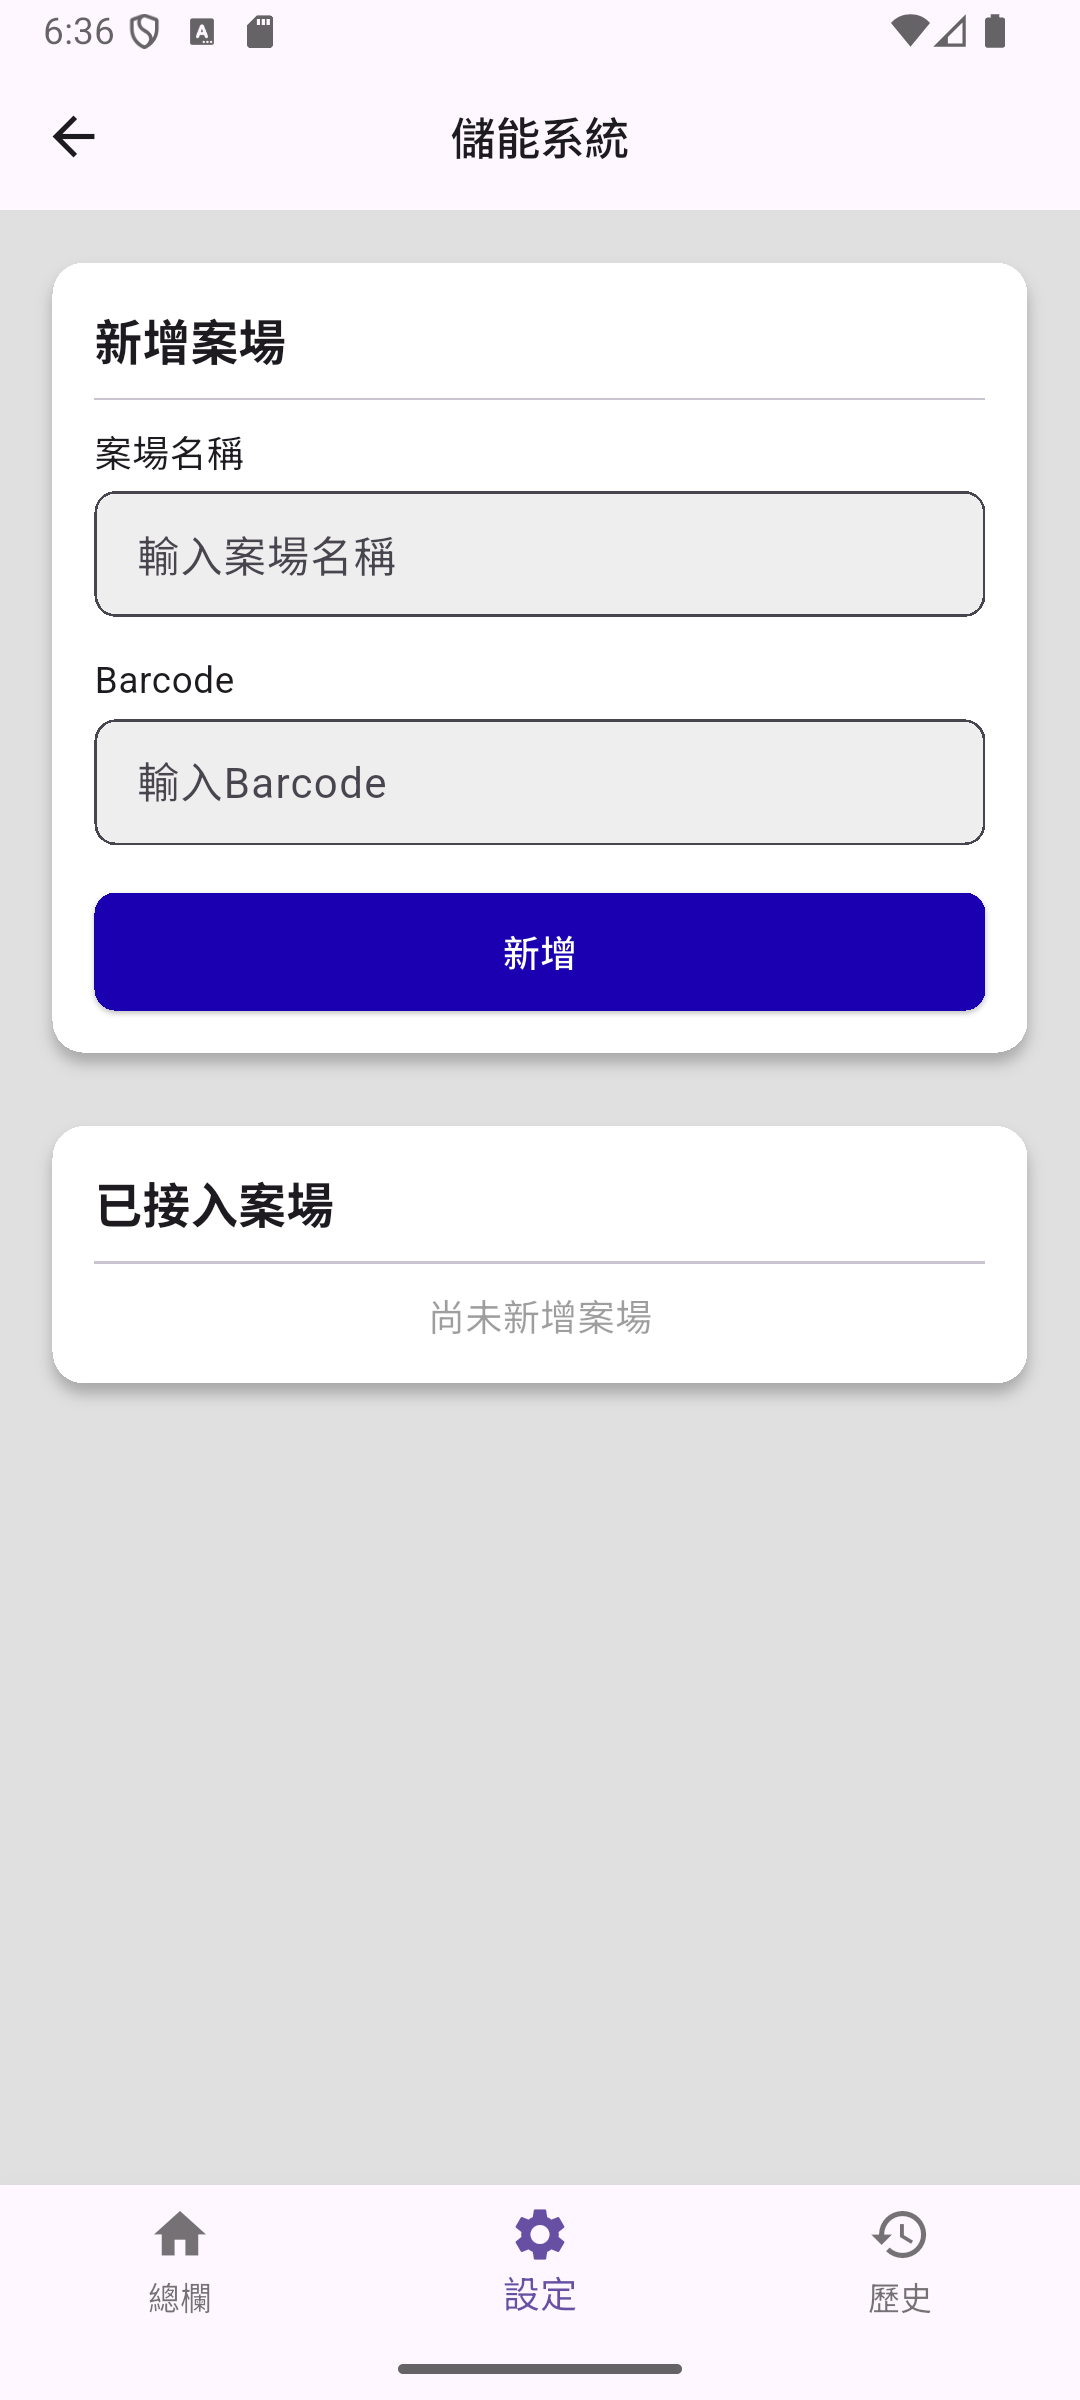 6:36
儲能系統
新增案場
案場名稱
輸入案場名稱
Barcode
輸入Barcode
新增
已接入案場
尚未新增案場
總欄
設定
歷史